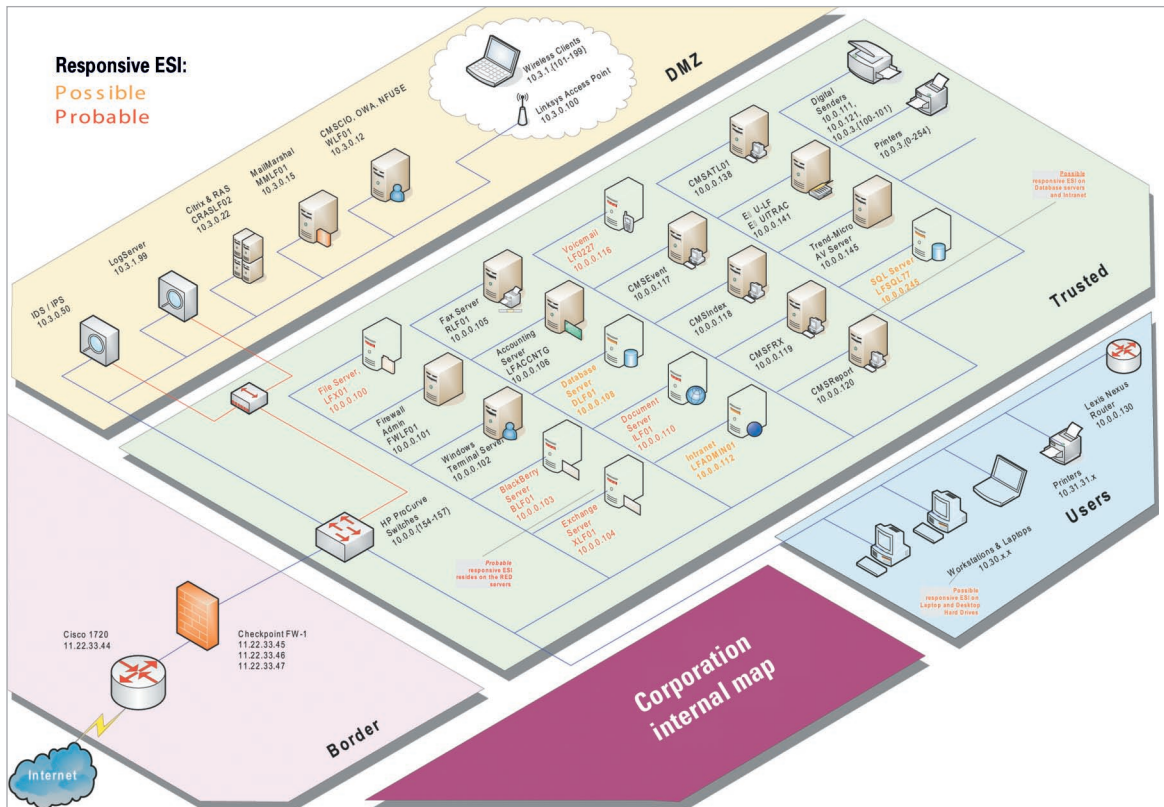 Responsive ESI:
Possible
Probable
DMZ
Wireless Clients
10.3.1.(101-199)
Linksys Access Point
10.3.0.100
CMSCIO, OWA, NFUSE
WLF01
10.3.0.12
MailMarshal
MMLF01
10.3.0.15
Citrix & RAS
CRASLF02
10.3.0.22
LogServer
10.3.1.99
IDS / IPS
10.3.0.50
Trusted
Digital
Senders
10.0.0.111,
10.0.0.121,
10.0.3.(100-101)
Printers
10.0.3.(0-254)
CMSATL01
10.0.0.138
U-LF
UITRAC
10.0.0.141
Trend-Micro
AV Server
10.0.0.145
SQL Server
LFSQL77
10.0.0.245
Possible
responsive ESI on
Database servers
and Intranet
Voicemail
LF0227
10.0.0.116
CMSEvent
10.0.0.117
CMSIndex
10.0.0.118
CMSFRX
10.0.0.119
CMSReport
10.0.0.120
Fax Server
RLF01
10.0.0.105
Accounting
Server
LFACCNTG
10.0.0.106
Database
Server
DLF01
Document
Server
ILF01
10.0.0.110
Intranet
LFADMIN01
10.0.0.112
File Server,
LFX01
10.0.0.100
Firewall
Admin
FWLF01
10.0.0.101
Windows
Terminal Server
10.0.0.102
BlackBerry
Server
BLF01
10.0.0.103
Exchange
Server
XLF01
10.0.0.104
HP ProCurve
Switches
10.0.0.(154-157)
Probable
responsive ESI
resides on the RED
servers
Users
Lexis Nexus
Router
10.0.0.130
Printers
10.31.31.x
Workstations & Laptops
10.30.x.x
Possible
responsive ESI on
Laptop and Desktop
Hard Drives
Border
Cisco 1720
11.22.33.44
Checkpoint FW-1
11.22.33.45
11.22.33.46
11.22.33.47
Internet
Corporation
internal map